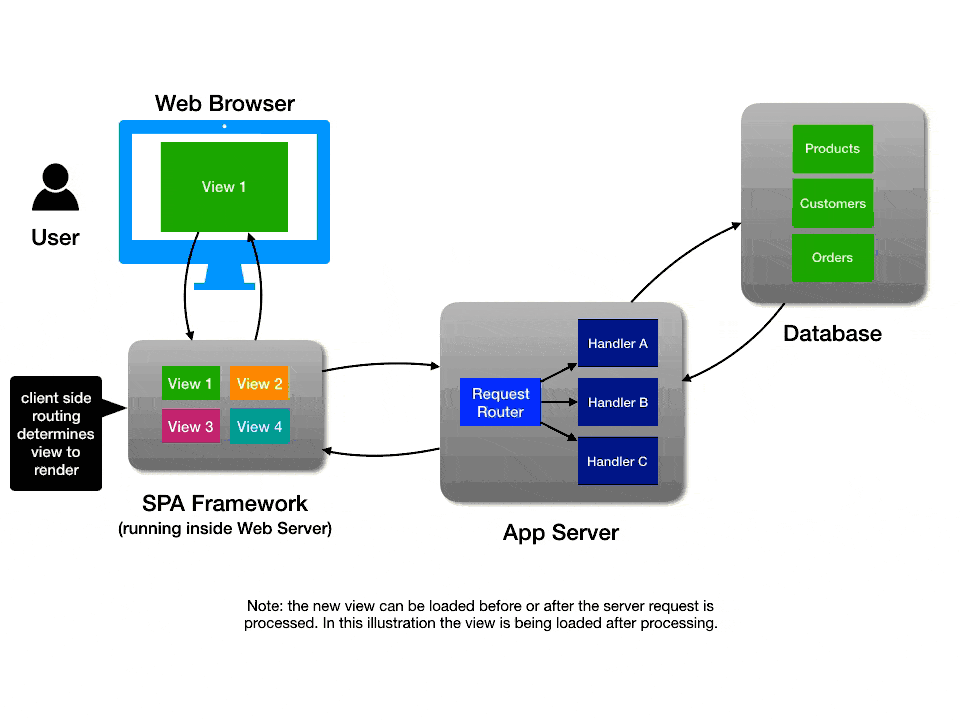 Web Browser
View 1
User
Products
Customers
Orders
Database
client side
routing
determines
view to
render
View 1
View 2
View 3
View 4
SPA Framework
(running inside Web Server)
Request
Router
Handler A
Handler B
Handler C
App Server
Note: the new view can be loaded before or after the server request is
processed. In this illustration the view is being loaded after processing.